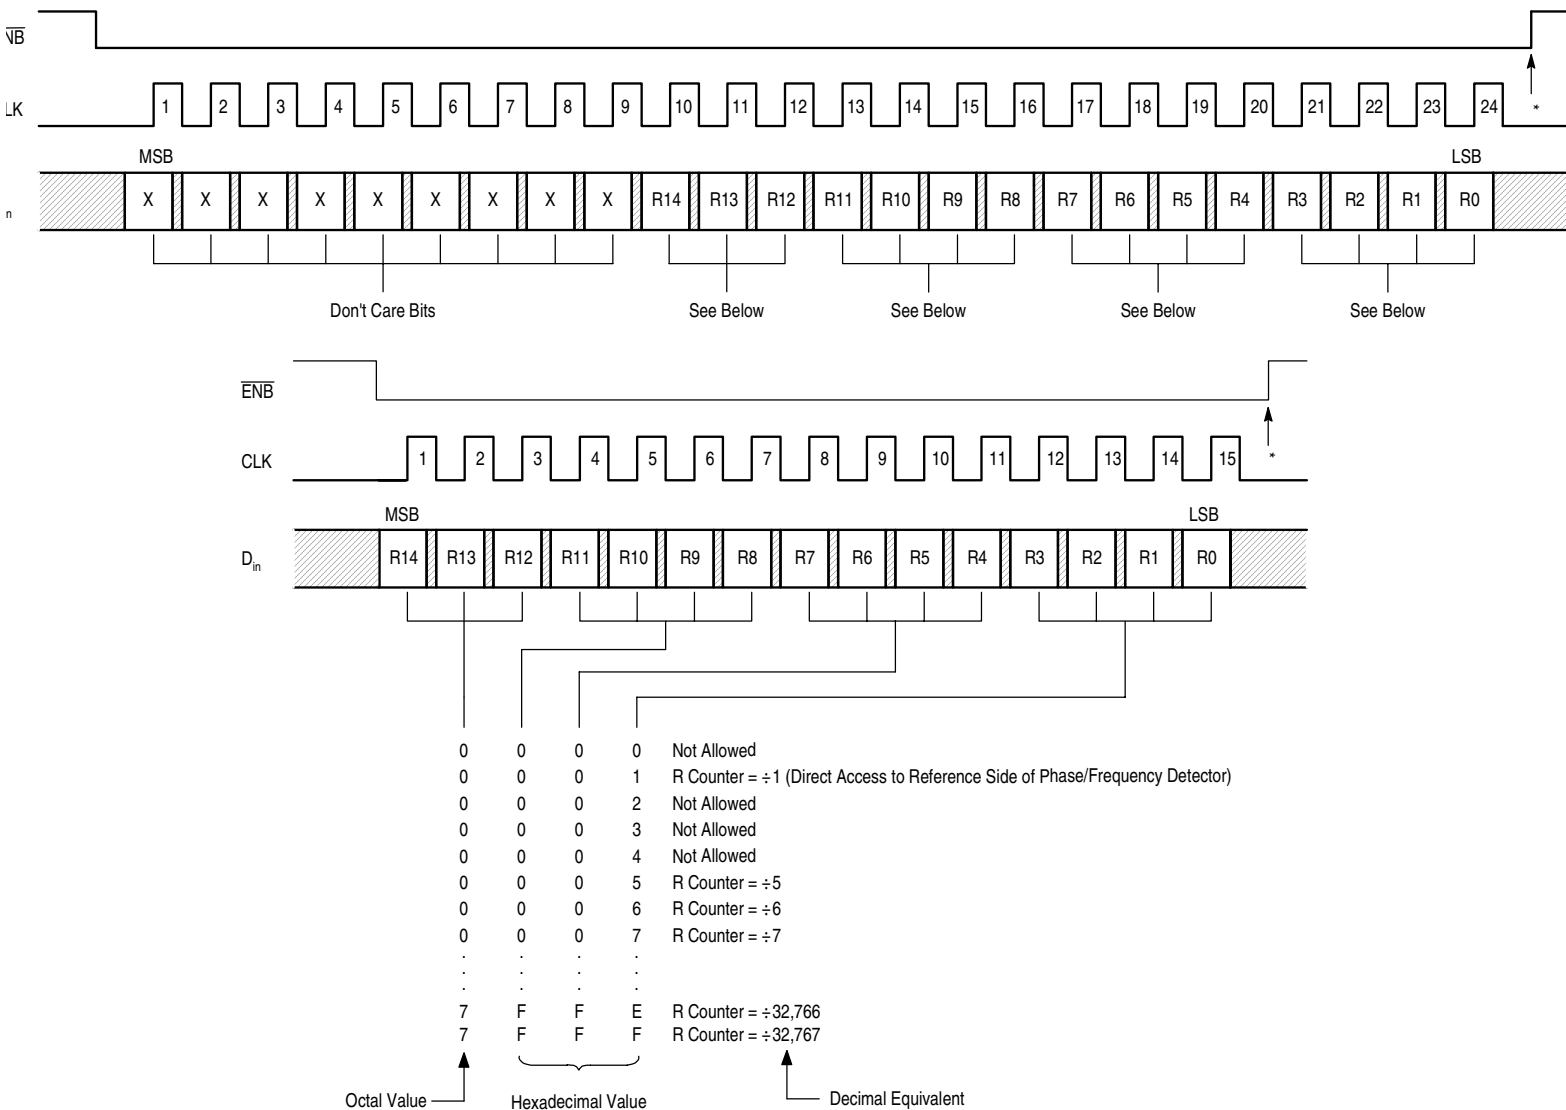 NB
1 2 3 4 5 6 7 8 9 10 11 12 13 14 15 16 17 18 19 20 21 22 23 24 *
LK
MSB LSB
X X X X X X X X X R14 R13 R12 R11 R10 R9 R8 R7 R6 R5 R4 R3 R2 R1 R0
n
Don't Care Bits See Below See Below See Below See Below
ENB
CLK 1 2 3 4 5 6 7 8 9 10 11 12 13 14 15 *
MSB LSB
Din R14 R13 R12 R11 R10 R9 R8 R7 R6 R5 R4 R3 R2 R1 R0
0 0 0 0 Not Allowed
0 0 0 1 R Counter = ÷1 (Direct Access to Reference Side of Phase/Frequency Detector)
0 0 0 2 Not Allowed
0 0 0 3 Not Allowed
0 0 0 4 Not Allowed
0 0 0 5 R Counter = ÷5
0 0 0 6 R Counter = ÷6
0 0 0 7 R Counter = ÷7
. . . .
. . . .
. . . .
7 F F E R Counter = ÷32,766
7 F F F R Counter = ÷32,767
Octal Value Hexadecimal Value Decimal Equivalent